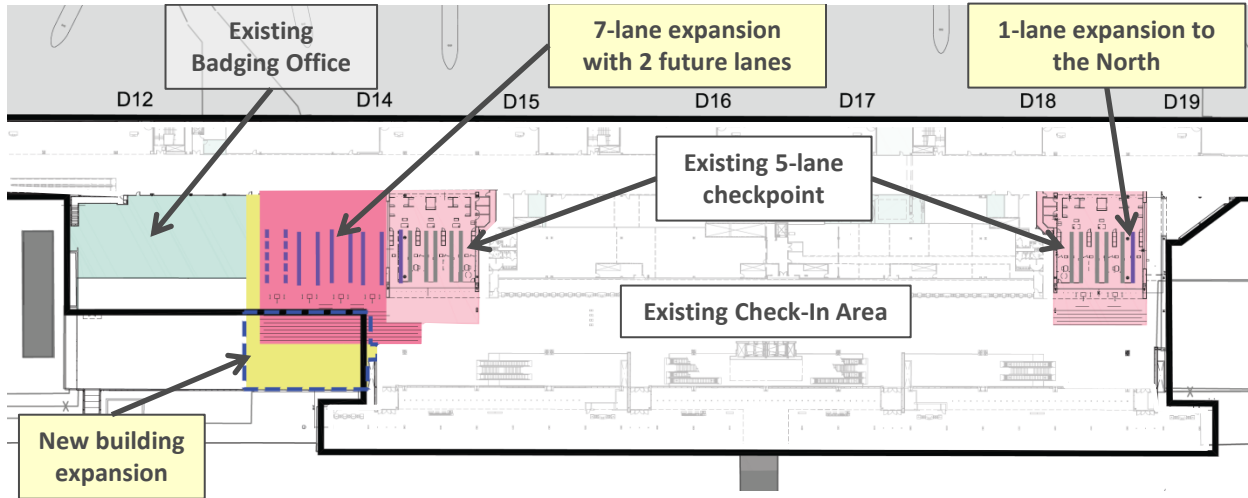 Existing
Badging Office
7-lane expansion
with 2 future lanes
1-lane expansion to
the North
D12
D14
D15
D16
D17
D18
D19
Existing 5-lane
checkpoint
Existing Check-In Area
New building
expansion